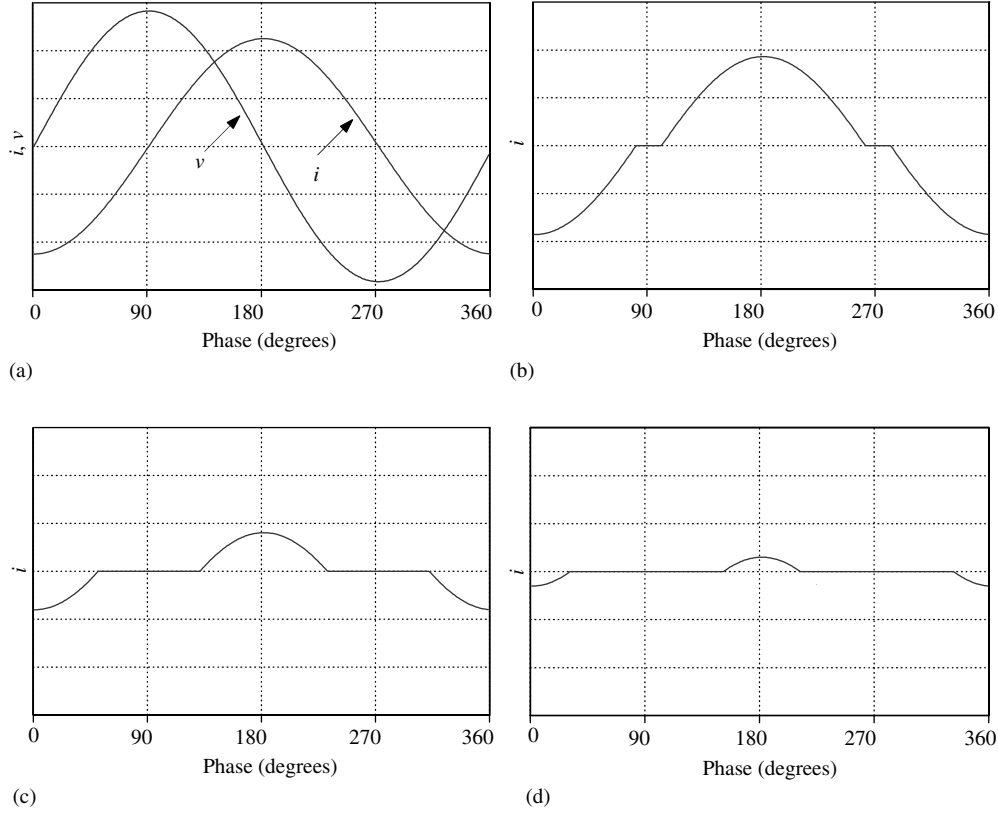 i, v
v
i
0 90 180 270 360
Phase (degrees)
(a)
i
0 90 180 270 360
Phase (degrees)
(b)
i
0 90 180 270 360
Phase (degrees)
(c)
i
0 90 180 270 360
Phase (degrees)
(d)